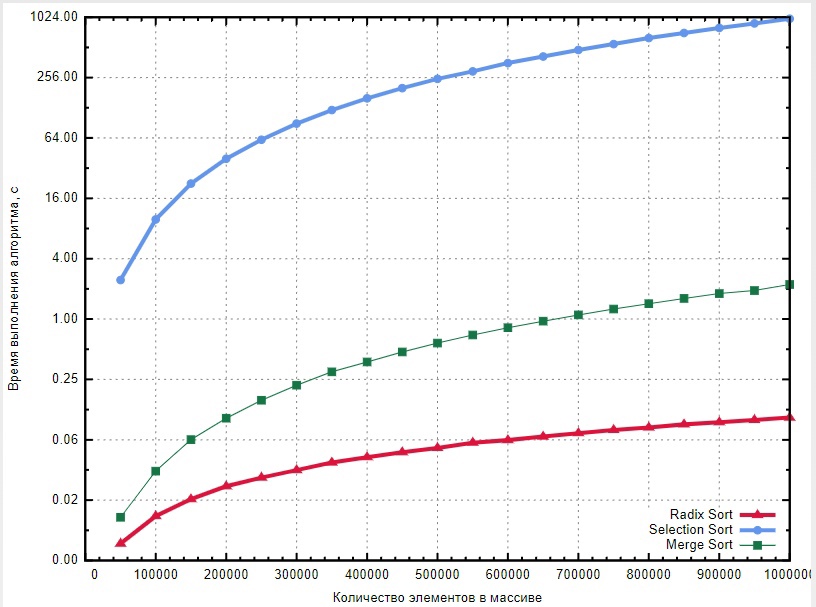 1024.00
256.00
64.00
16.00
4.00
1.00
0.25
0.06
0.02
0.00
Время выполнения алгоритма, с
Radix Sort
Selection Sort
Merge Sort
0 100000 200000 300000 400000 500000 600000 700000 800000 900000 1000000
Количество элементов в массиве